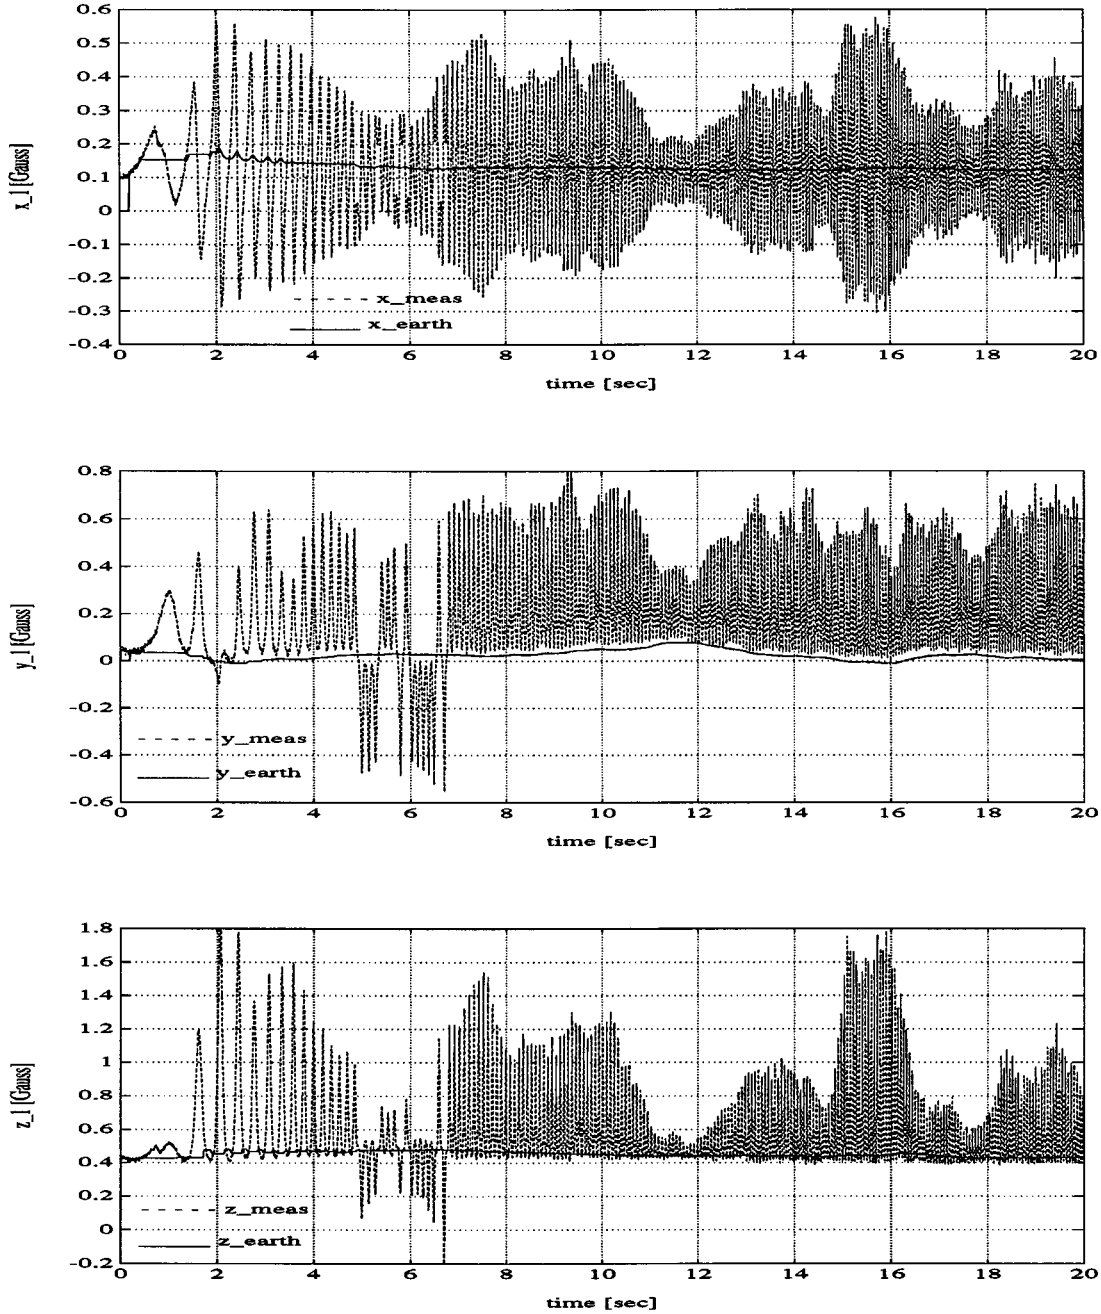 0.6
0.5
0.4
0.3
0.2
0.1
0
-0.1
-0.2
-0.3
-0.4
x_l [Gauss]
x_meas
x_earth
0 2 4 6 8 10 12 14 16 18 20
time [sec]
0.8
0.6
0.4
0.2
0
-0.2
-0.4
-0.6
y_l [Gauss]
y_meas
y_earth
0 2 4 6 8 10 12 14 16 18 20
time [sec]
1.8
1.6
1.4
1.2
1
0.8
0.6
0.4
0.2
0
-0.2
z_l [Gauss]
z_meas
z_earth
0 2 4 6 8 10 12 14 16 18 20
time [sec]